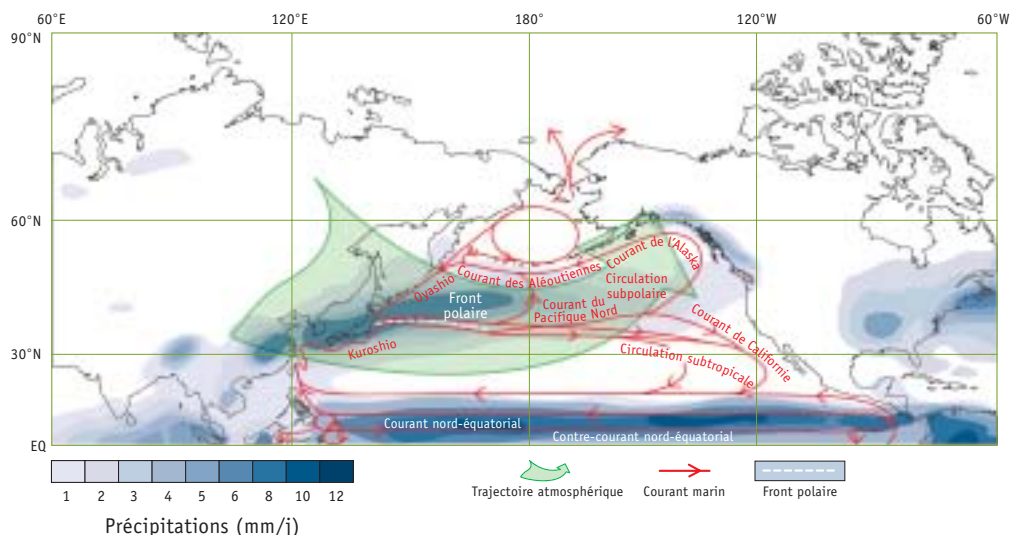 60°E
120°E
180°
120°W
60°W
90°N
60°N
30°N
EQ
Oyashio
Courant des Aléoutiennes
Courant de l'Alaska
Circulation
subpolaire
Front
polaire
Courant du
Pacifique Nord
Kuroshio
Courant de Californie
Circulation subtropicale
Courant nord-équatorial
Contre-courant nord-équatorial
1 2 3 4 5 6 8 10 12
Précipitations (mm/j)
Trajectoire atmosphérique
Courant marin
Front polaire